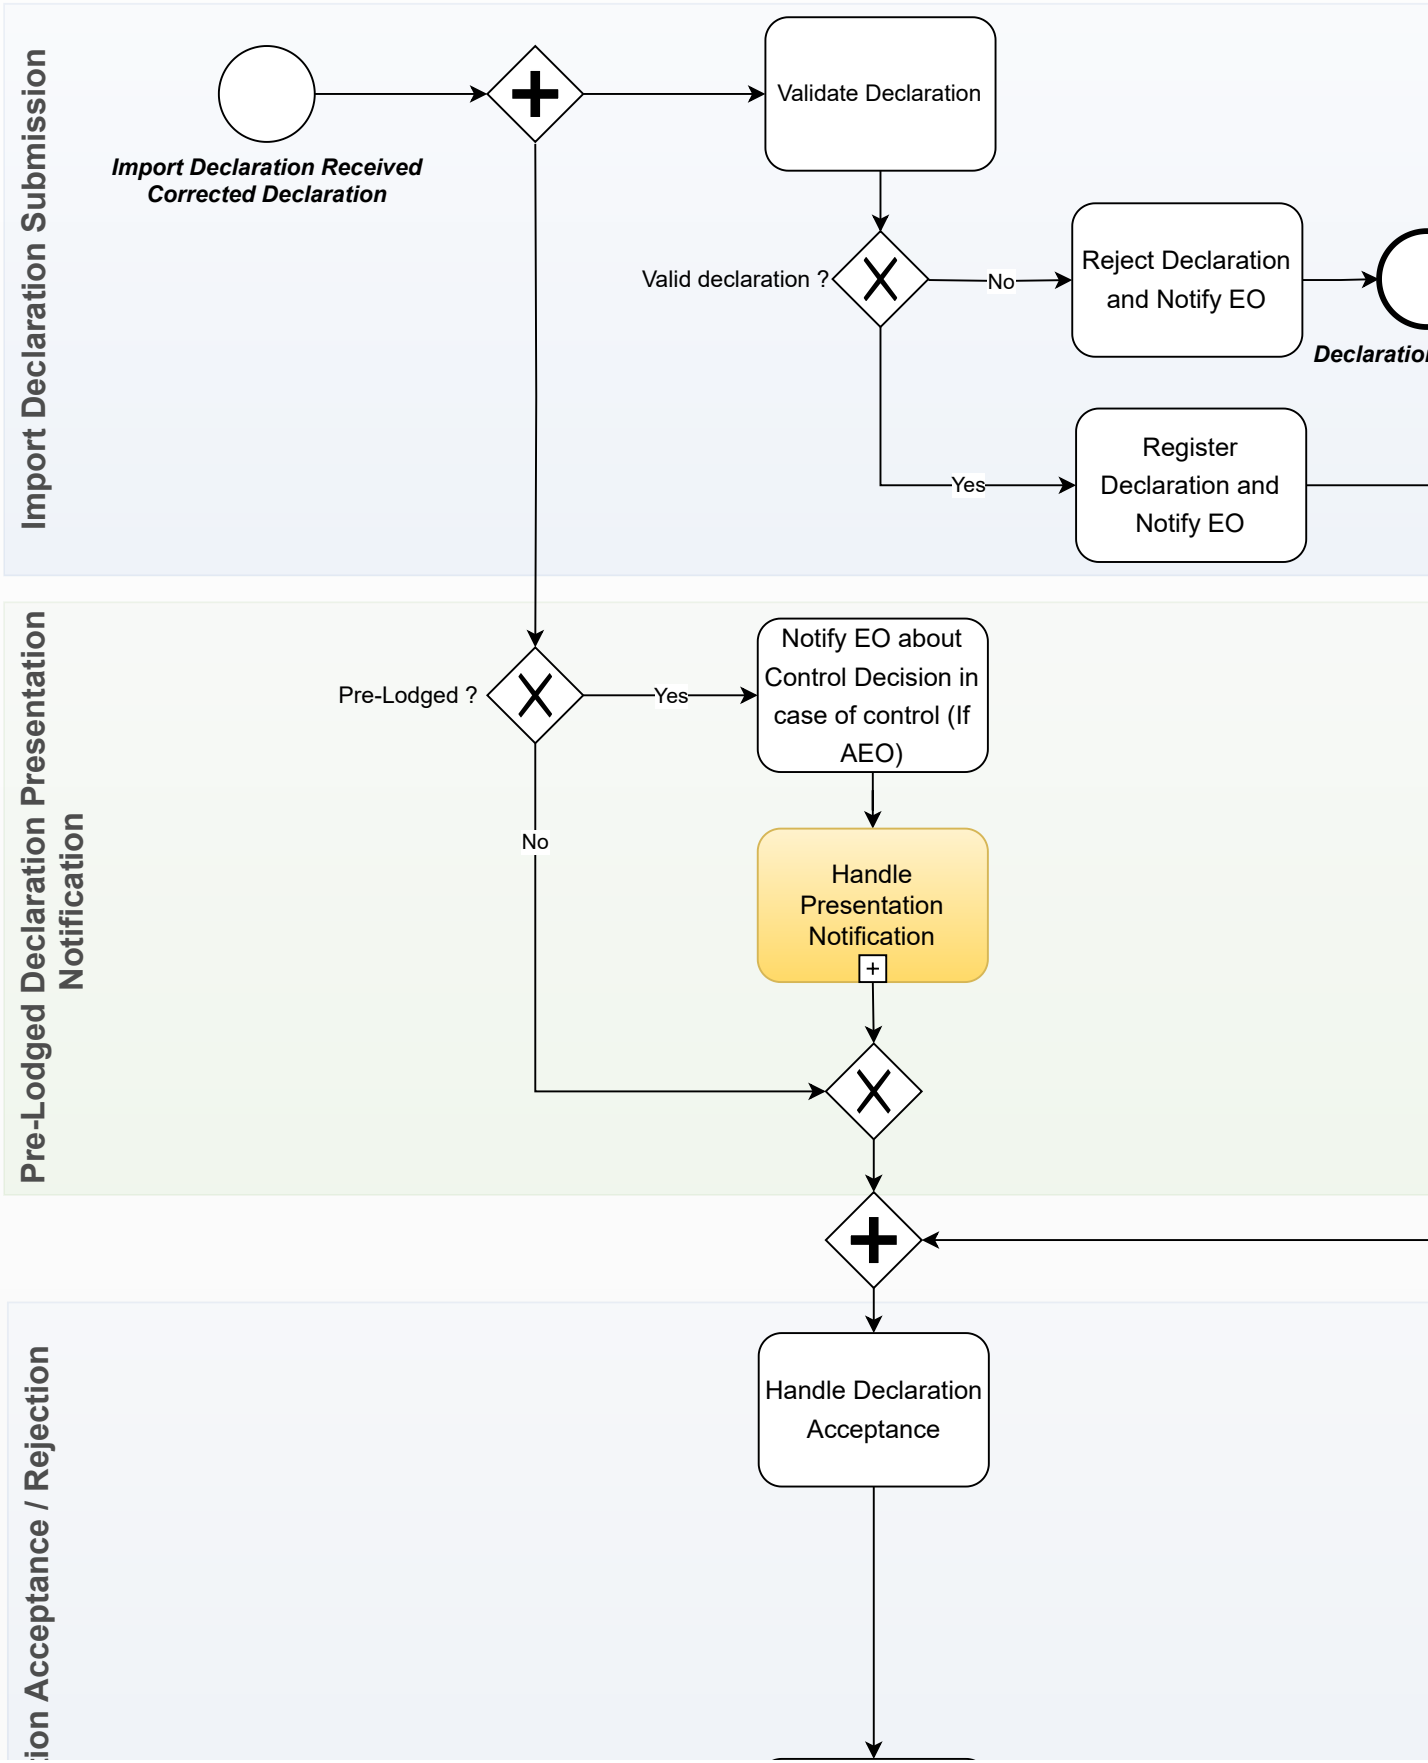 Import Declaration Submission
Import Declaration Received
Corrected Declaration
Validate Declaration
Valid declaration ?
No
Reject Declaration
and Notify EO
Yes
Register
Declaration and
Notify EO
Pre-Lodged Declaration Presentation
Notification
Pre-Lodged ?
Yes
Notify EO about
Control Decision in
case of control (If
AEO)
No
Handle
Presentation
Notification
Acceptance / Rejection
Handle Declaration
Acceptance